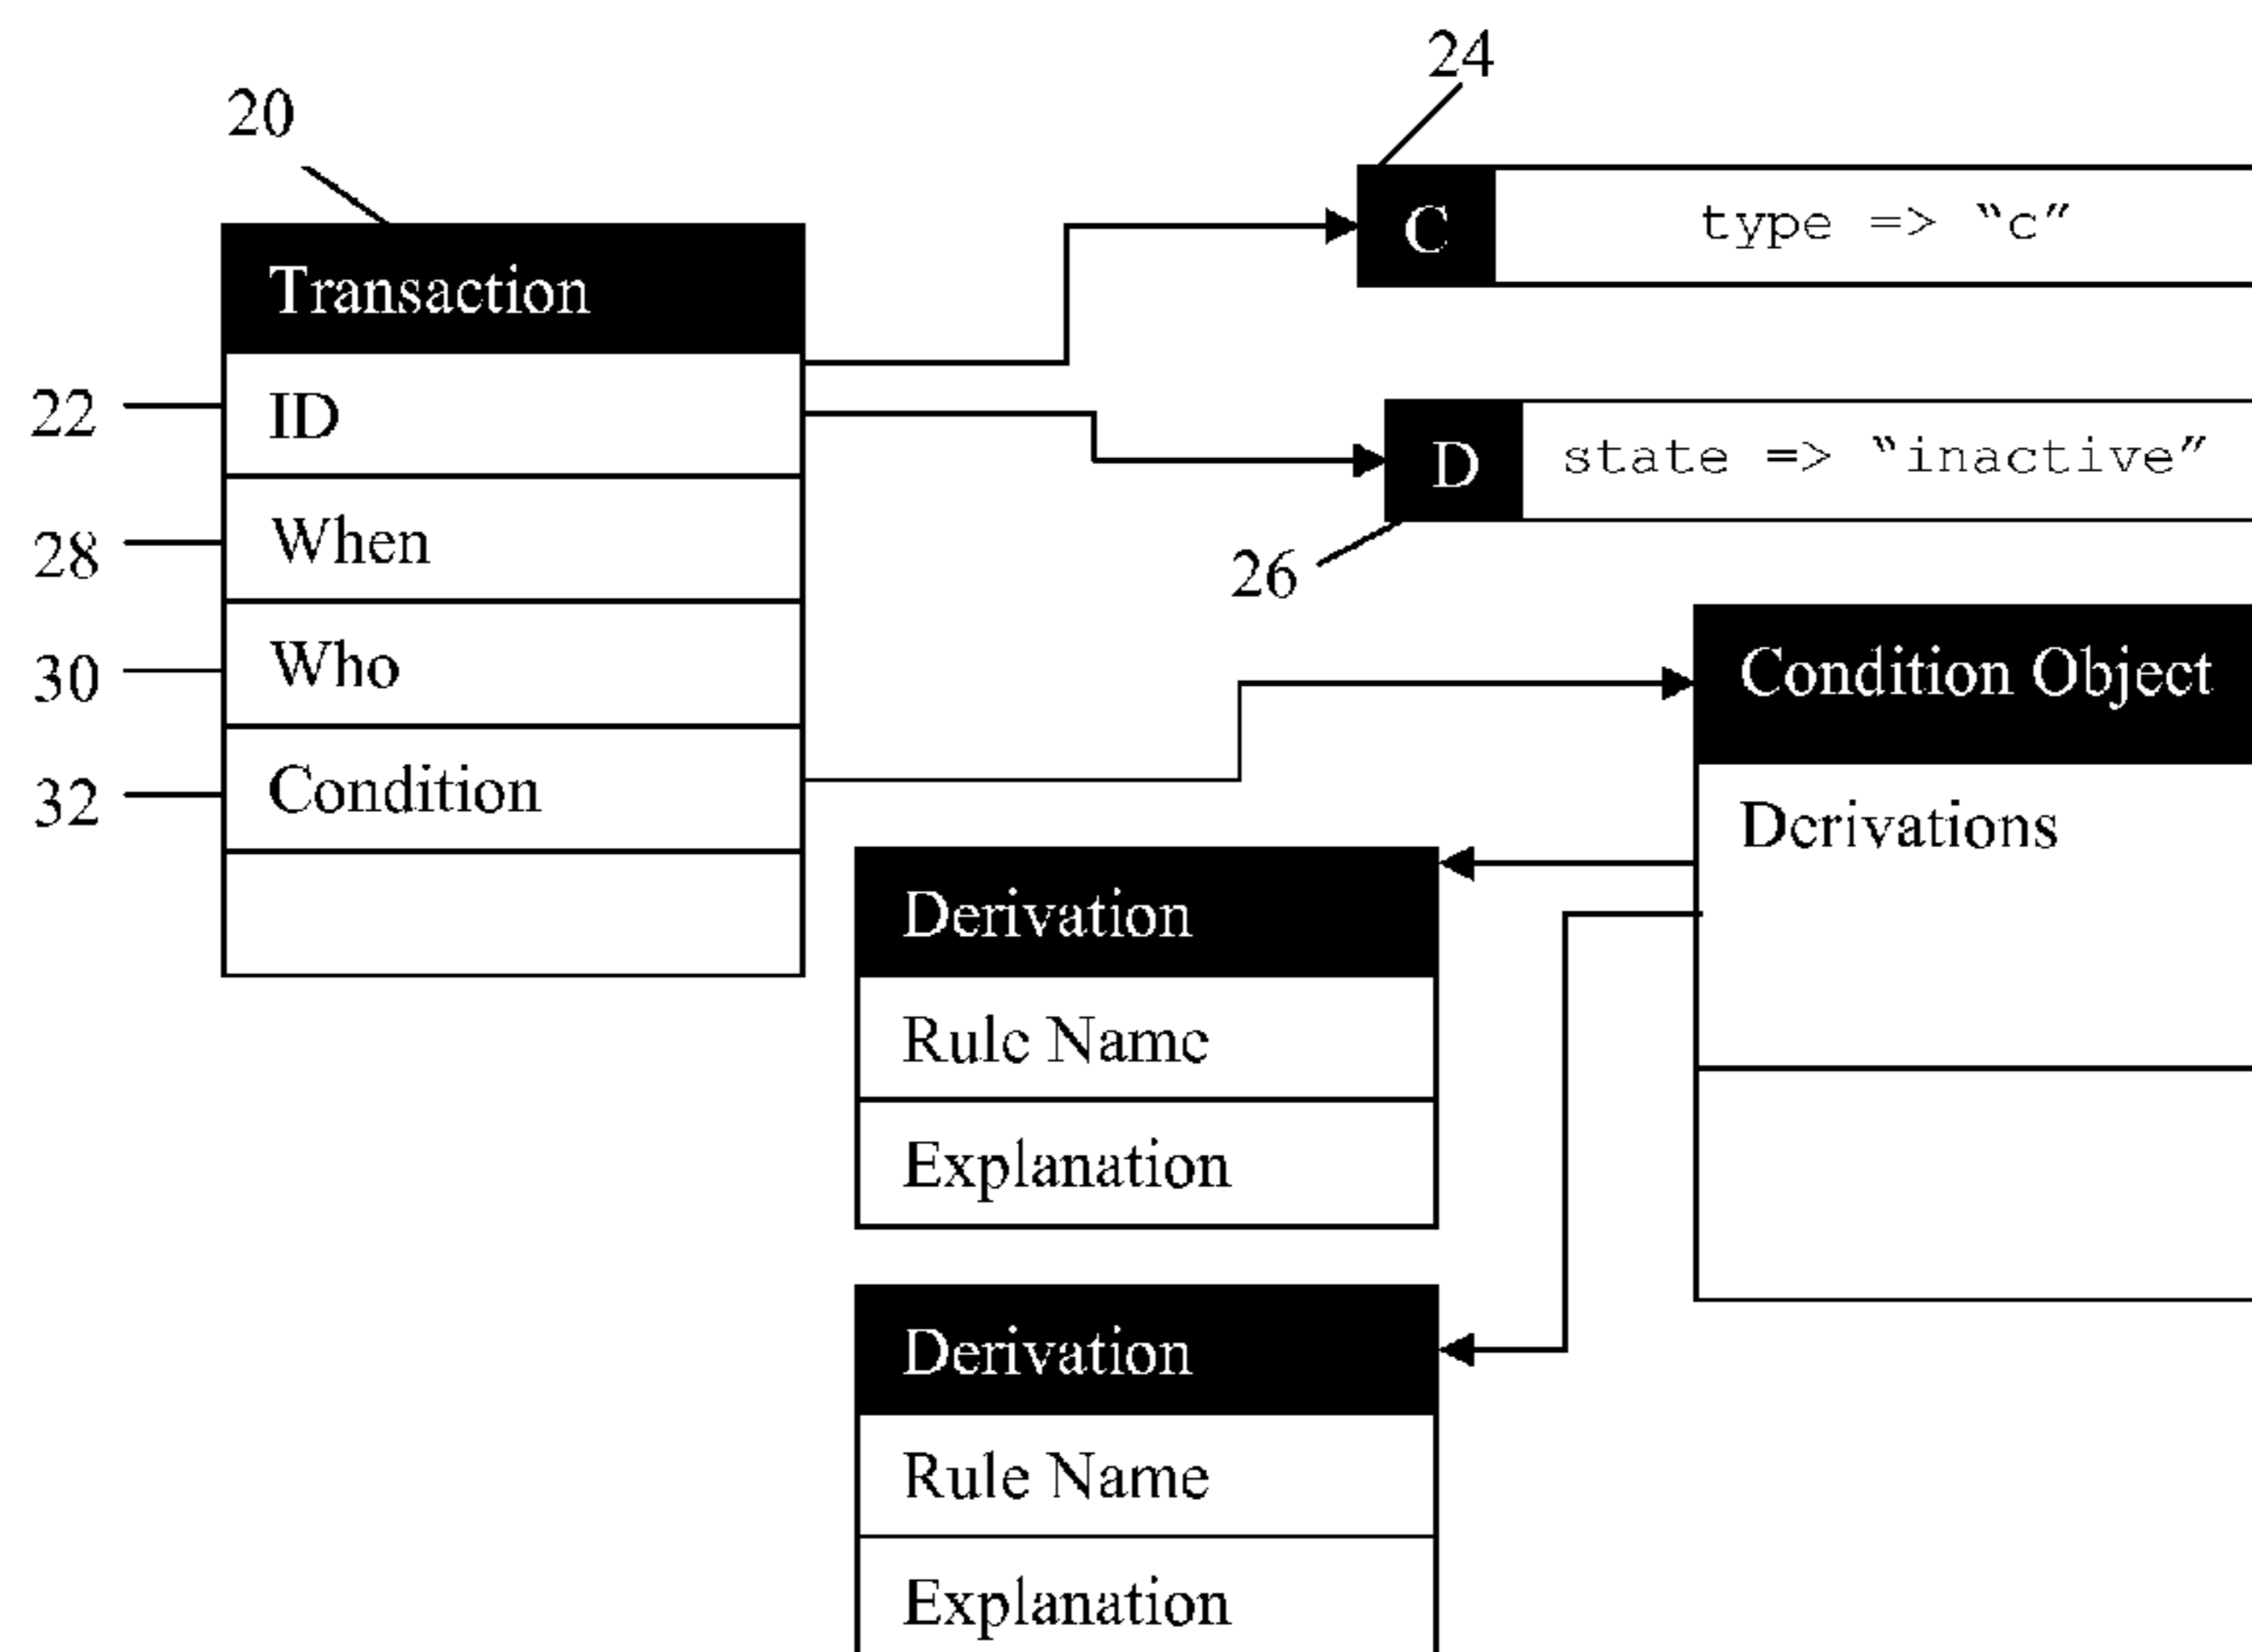 24
20
C type => “c”
Transaction
22 ID
D state => “inactive”
28 When
26
30 Who
Condition Object
32 Condition
Derivations
Derivation
Rule Name
Explanation
Derivation
Rule Name
Explanation